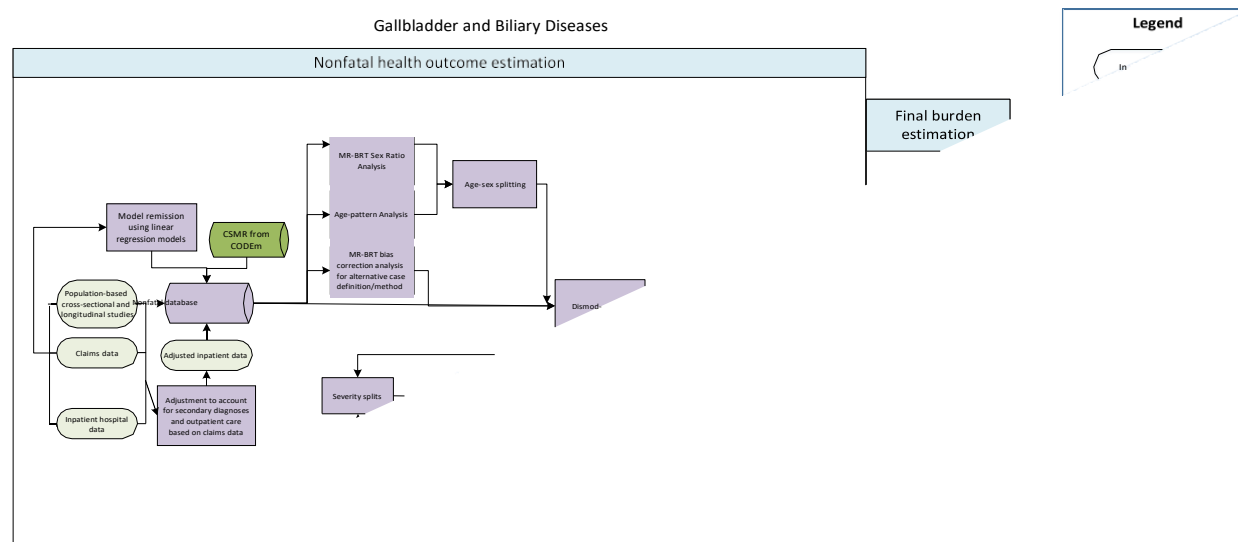 Gallbladder and Biliary Diseases
Legend
In
Nonfatal health outcome estimation
Final burden
estimation
MR-BRT Sex Ratio
Analysis
Age-sex splitting
Age-pattern Analysis
Model remission
using linear
regression models
CSMR from
CODEm
MR-BRT bias
correction analysis
for alternative case
definition/method
Population-based
cross-sectional and
longitudinal studies
Nonfatal database
Dismod-
Claims data
Adjusted inpatient data
Severity splits
Adjustment to account
for secondary diagnoses
and outpatient care
based on claims data
Inpatient hospital
data